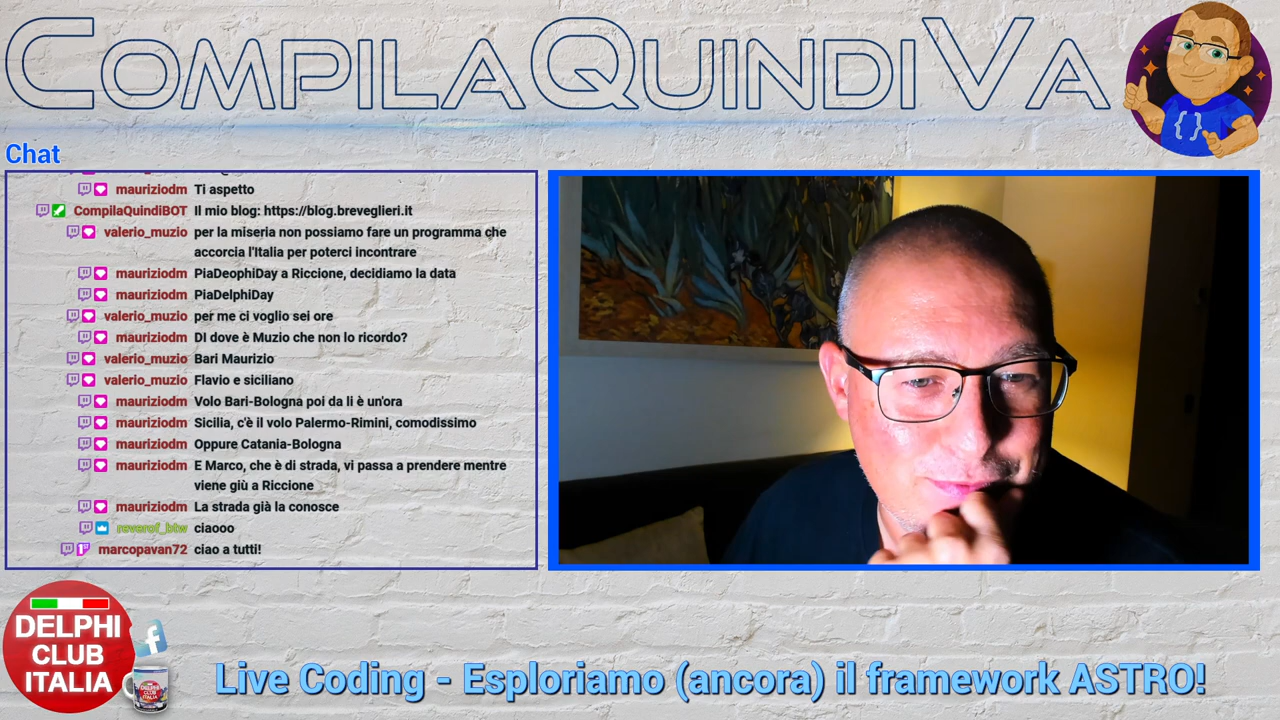 CompilaQuindiVa
{ }
Chat
mauriziodm Ti aspetto
CompilaQuindiBOT Il mio blog: https://blog.breveglieri.it
valerio_muzio per la miseria non possiamo fare un programma che
accorcia l'Italia per poterci incontrare
mauriziodm PiaDeophiDay a Riccione, decidiamo la data
mauriziodm PiaDelphiDay
valerio_muzio per me ci voglio sei ore
mauriziodm DI dove è Muzio che non lo ricordo?
valerio_muzio Bari Maurizio
valerio_muzio Flavio e siciliano
mauriziodm Volo Bari-Bologna poi da li è un'ora
mauriziodm Sicilia, c'è il volo Palermo-Rimini, comodissimo
mauriziodm Oppure Catania-Bologna
mauriziodm E Marco, che è di strada, vi passa a prendere mentre
viene giù a Riccione
mauriziodm La strada già la conosce
reverof_btw ciaooo
marcopavan72 ciao a tutti!
DELPHI
CLUB
ITALIA
f
DELPHI
CLUB
ITALIA
Live Coding - Esploriamo (ancora) il framework ASTRO!